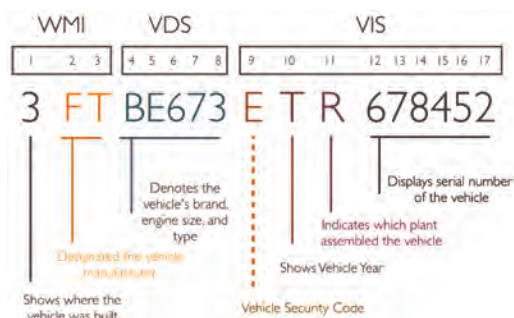 WMI VDS VIS
1 2 3 4 5 6 7 8 9 10 11 12 13 14 15 16 17
3 FT BE673 E T R 678452
Denotes the
vehicle's brand,
engine size, and
type
Displays serial number
of the vehicle
Indicates which plant
assembled the vehicle
Designated the vehicle
manufacturer
Shows Vehicle Year
Shows where the
vehicle was built
Vehicle Security Code